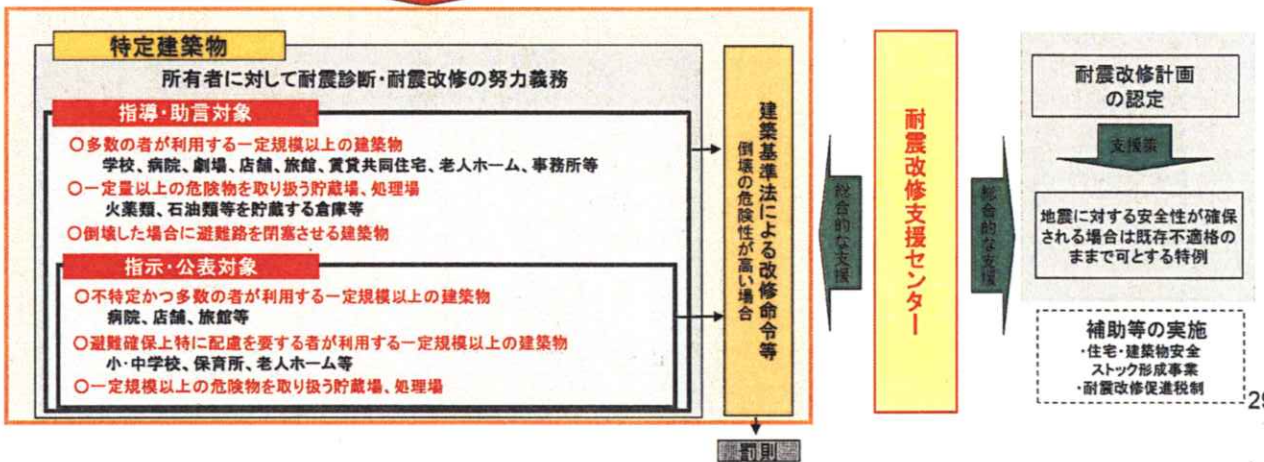 特定建築物
所有者に対して耐震診断・耐震改修の努力義務
指導・助言対象
○多数の者が利用する一定規模以上の建築物
学校、病院、劇場、店舗、旅館、賃貸共同住宅、老人ホーム、事務所等
○一定量以上の危険物を取り扱う貯蔵場、処理場
火薬類、石油類等を貯蔵する倉庫等
○倒壊した場合に避難路を閉塞させる建築物
指示・公表対象
○不特定かつ多数の者が利用する一定規模以上の建築物
病院、店舗、旅館等
○避難確保上特に配慮を要する者が利用する一定規模以上の建築物
小・中学校、保育所、老人ホーム等
○一定規模以上の危険物を取り扱う貯蔵場、処理場
建築基準法による改修命令等
倒壊の危険性が高い場合
罰則
総合的な支援
耐震改修支援センター
総合的な支援
耐震改修計画
の認定
支援策
地震に対する安全性が確保
される場合は既存不適格の
ままで可とする特例
補助等の実施
・住宅・建築物安全
ストック形成事業
・耐震改修促進税制
29